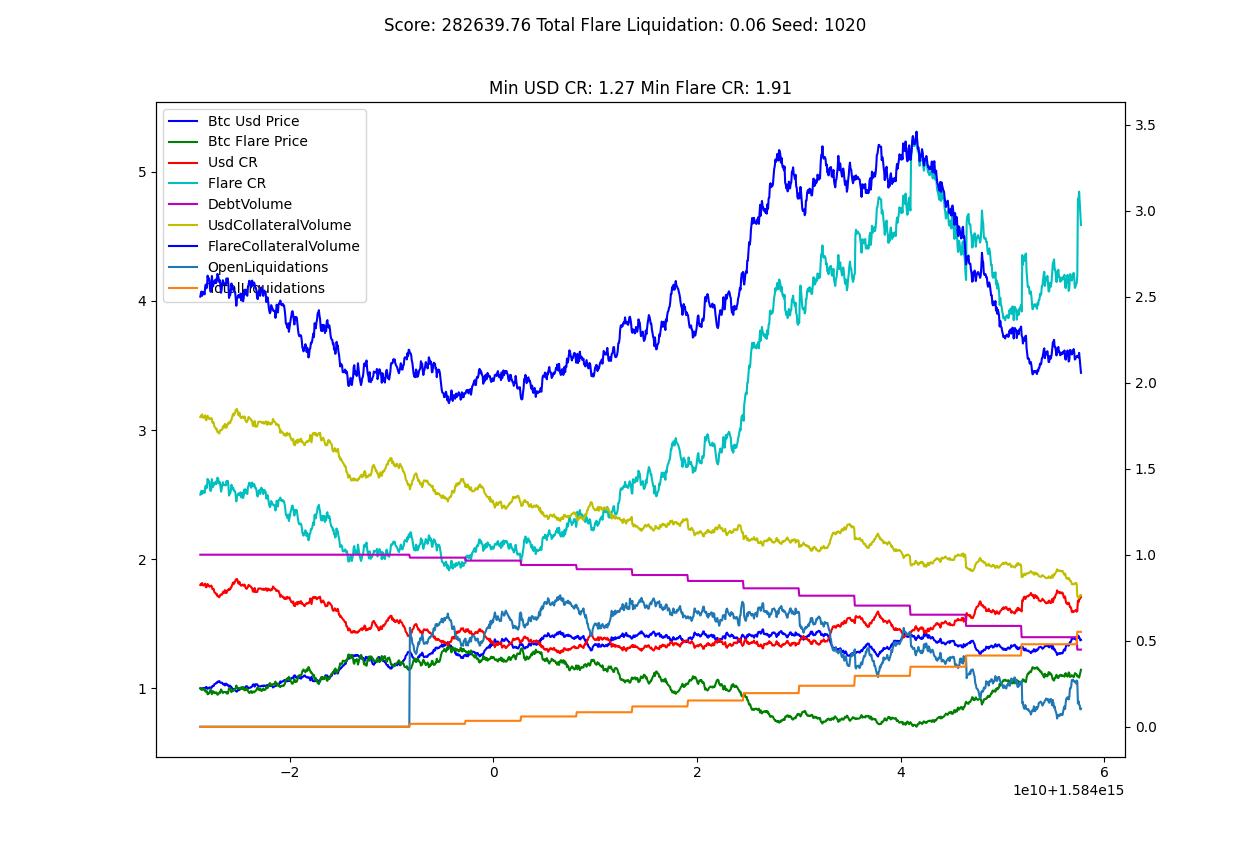 Score: 282639.76 Total Flare Liquidation: 0.06 Seed: 1020
Min USD CR: 1.27 Min Flare CR: 1.91
Btc Usd Price
Btc Flare Price
Usd CR
Flare CR
DebtVolume
UsdCollateralVolume
FlareCollateralVolume
OpenLiquidations
TotalLiquidations
5
4
3
2
1
3.5
3.0
2.5
2.0
1.5
1.0
0.5
0.0
−2 0 2 4 6
1e10+1.584e15